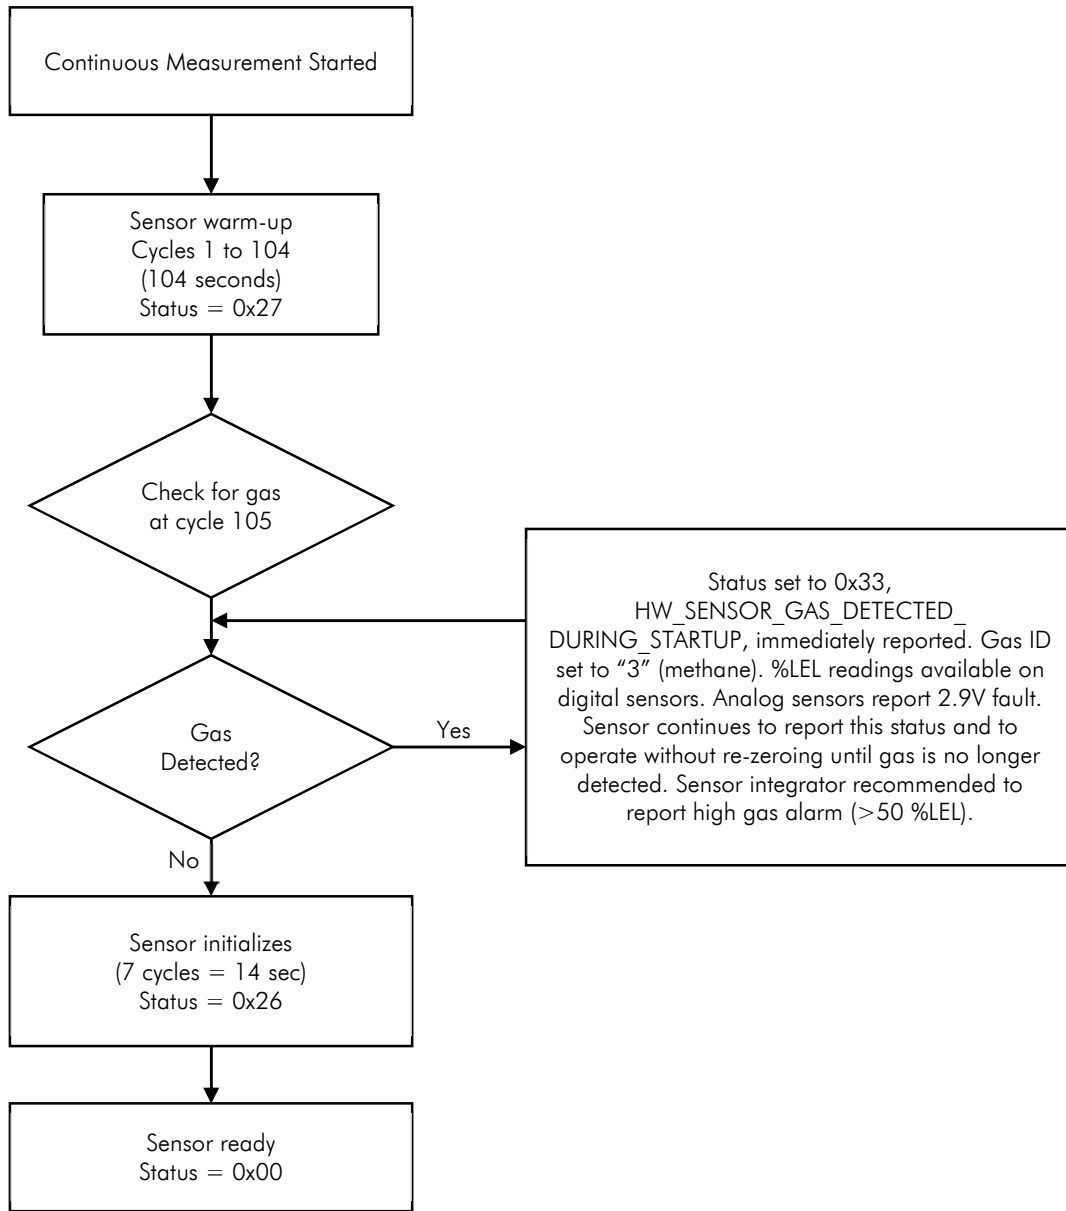 Continuous Measurement Started
Sensor warm-up
Cycles 1 to 104
(104 seconds)
Status = 0x27
Check for gas
at cycle 105
Gas
Detected?
Yes
Status set to 0x33,
HW_SENSOR_GAS_DETECTED_
DURING_STARTUP, immediately reported. Gas ID
set to “3” (methane). %LEL readings available on
digital sensors. Analog sensors report 2.9V fault.
Sensor continues to report this status and to
operate without re-zeroing until gas is no longer
detected. Sensor integrator recommended to
report high gas alarm (>50 %LEL).
No
Sensor initializes
(7 cycles = 14 sec)
Status = 0x26
Sensor ready
Status = 0x00